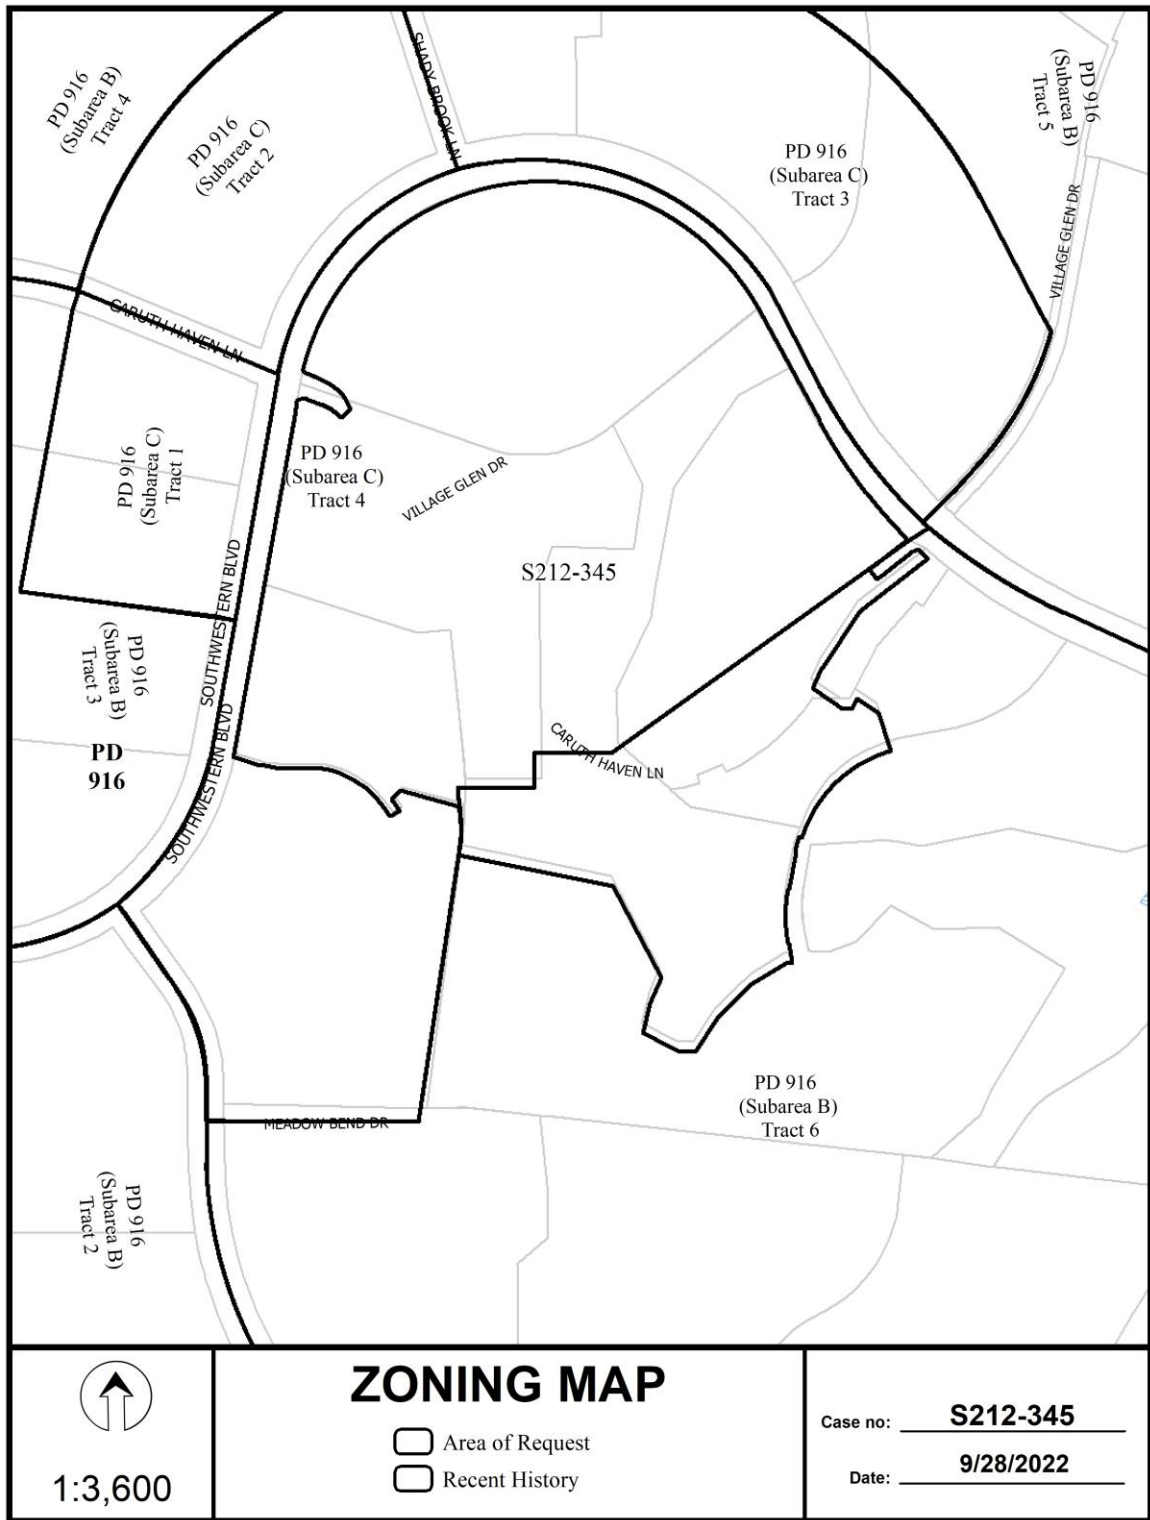 SHADY BROOK LN
PD 916
(Subarea B)
Tract 4
PD 916
(Subarea C)
Tract 2
PD 916
(Subarea C)
Tract 3
PD 916
(Subarea B)
Tract 5
VILLAGE GLEN DR
CARUTH HAVEN LN
PD 916
(Subarea C)
Tract 1
PD 916
(Subarea C)
Tract 4
VILLAGE GLEN DR
S212-345
SOUTHWESTERN BLVD
PD 916
(Subarea B)
Tract 3
PD
916
SOUTHWESTERN BLVD
CARUTH HAVEN LN
PD 916
(Subarea B)
Tract 6
MEADOW BEND DR
PD 916
(Subarea B)
Tract 2
1:3,600
ZONING MAP
Area of Request
Recent History
Case no: S212-345
Date: 9/28/2022